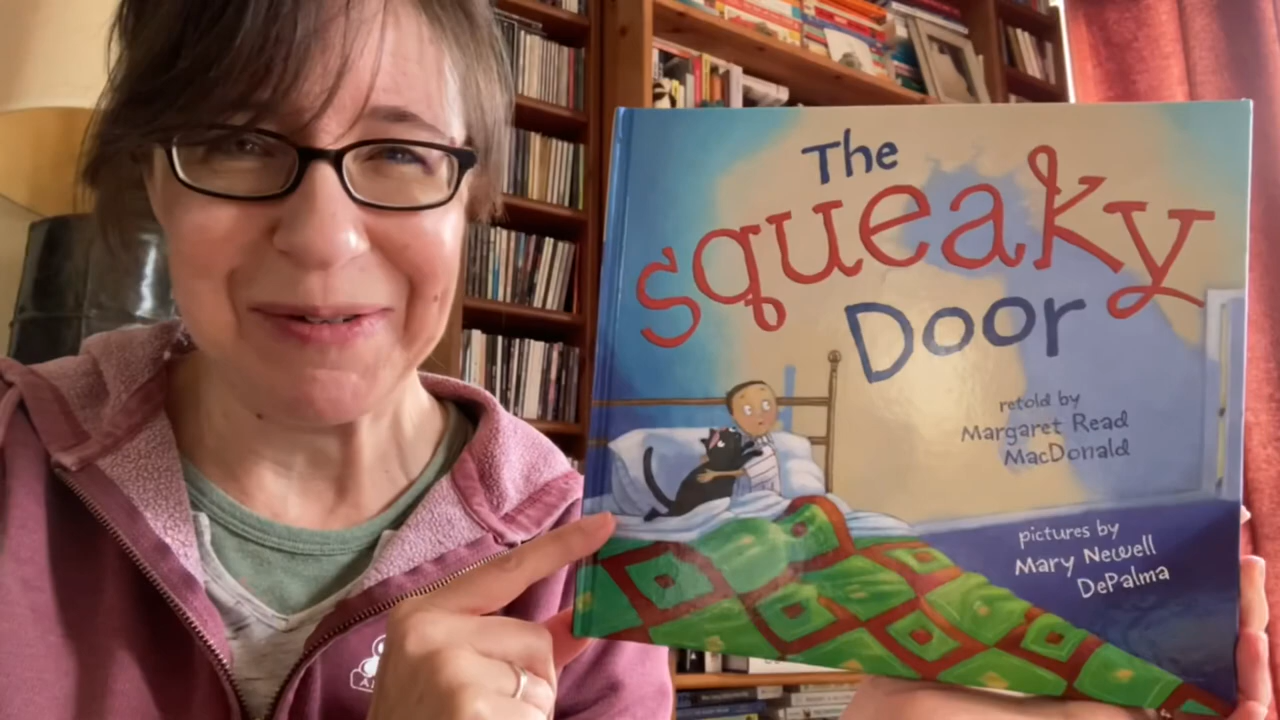 The
squeaky
Door
retold by
Margaret Read
MacDonald
pictures by
Mary Newell
DePalma